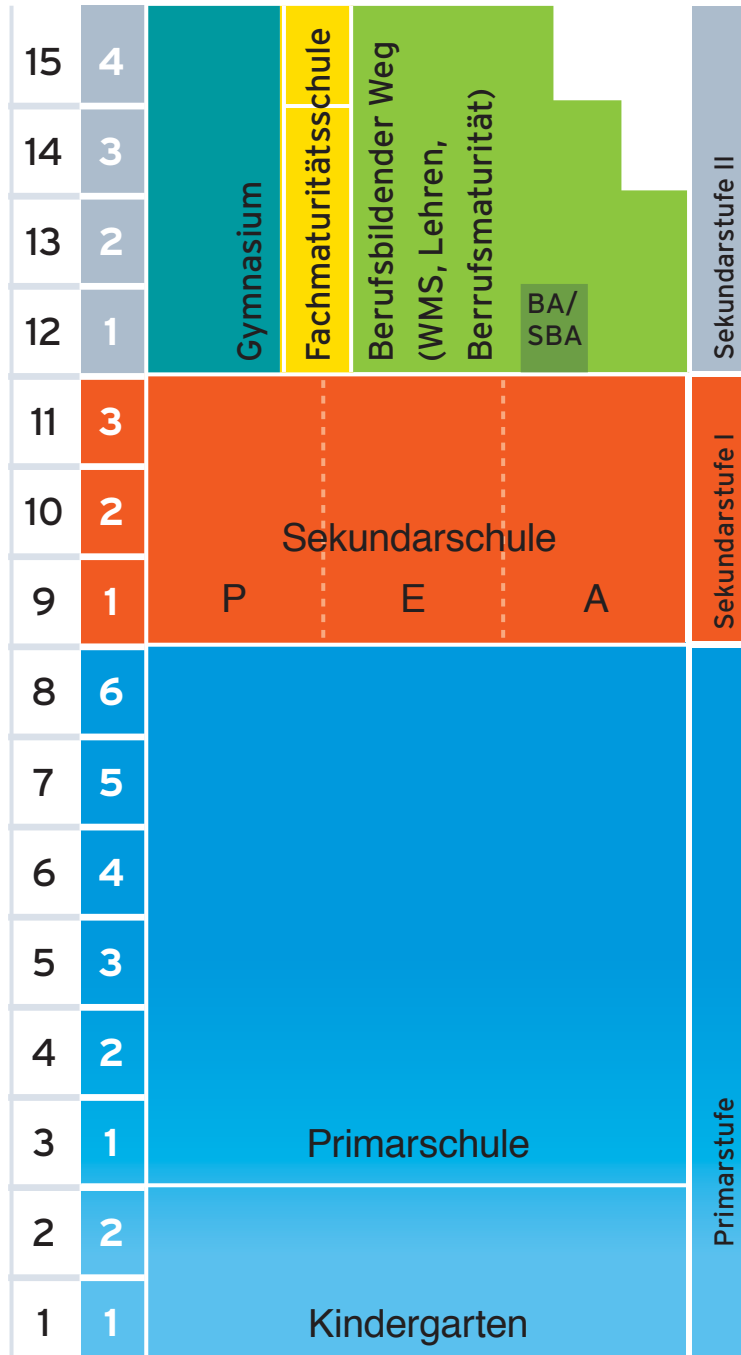 15 4
14 3
13 2
12 1
11 3
10 2
9 1
8 6
7 5
6 4
5 3
4 2
3 1
2 2
1 1
Gymnasium
Fachmaturitätsschule
Berufsbildender Weg
(WMS, Lehren,
Berrufsmaturität)
BA/
SBA
Sekundarschule
P E A
Primarschule
Kindergarten
Sekundarstufe II
Sekundarstufe I
Primarstufe